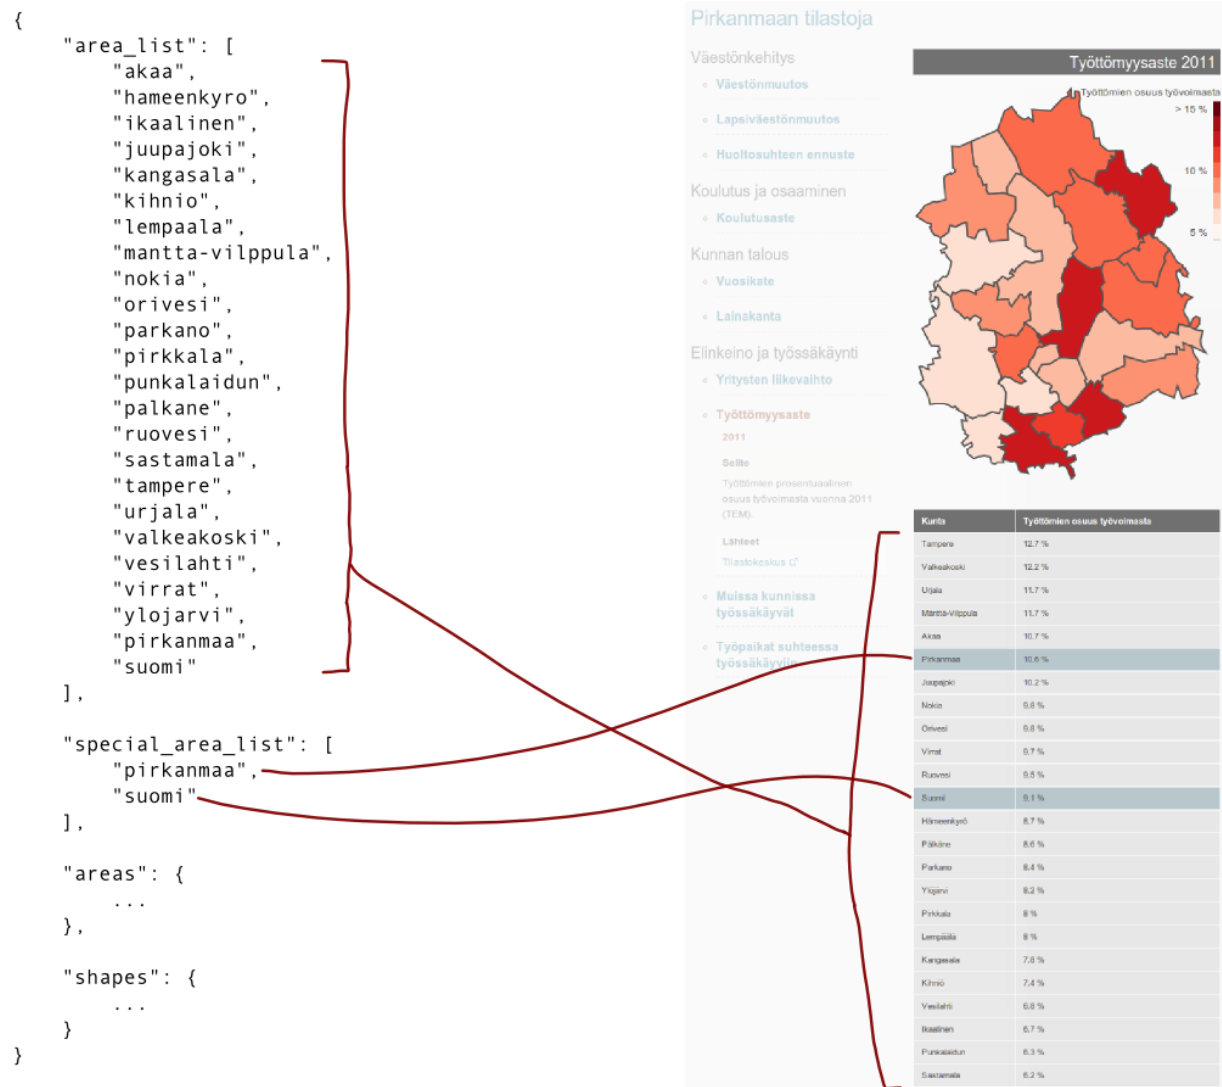 {
"area_list": [
"akaa",
"hameenkyro",
"ikaalinen",
"juupajoki",
"kangasala",
"kihnio",
"lempaala",
"mantta-vilppula",
"nokia",
"orivesi",
"parkano",
"pirkkala",
"punkalaidun",
"palkane",
"ruovesi",
"sastamala",
"tampere",
"urjala",
"valkeakoski",
"vesilahti",
"virrat",
"ylojarvi",
"pirkanmaa",
"suomi"
],
"special_area_list": [
"pirkanmaa",
"suomi"
],
"areas": {
...
},
"shapes": {
...
}
}
Pirkanmaan tilastoja
Väestönkehitys
Väestönmuutos
Lapsiväestönmuutos
Huoltosuhteen ennuste
Koulutus ja osaaminen
Koulutusaste
Kunnan talous
Vuosikate
Lainakanta
Elinkeino ja työssäkäynti
Yritysten liikevaihto
Työttömyysaste
2011
Selite
Työttömien prosentuaalinen
osuus työvoimasta vuonna 2011
(TEM).
Lähteet
Tilastokeskus
Muissa kunnissa
työssäkäyvät
Työpaikat suhteessa
työssäkäyviin
Työttömyysaste 2011
Työttömien osuus työvoimasta
> 15 %
10 %
5 %
Kunta Työttömien osuus työvoimasta
Tampere 12.7 %
Valkeakoski 12.2 %
Urjala 11.7 %
Mänttä-Vilppula 11.7 %
Akaa 10.7 %
Pirkanmaa 10.6 %
Juupajoki 10.2 %
Nokia 9.8 %
Orivesi 9.8 %
Virrat 9.7 %
Ruovesi 9.5 %
Suomi 9.1 %
Hämeenkyrö 8.7 %
Pälkäne 8.6 %
Parkano 8.4 %
Ylöjärvi 8.2 %
Pirkkala 8 %
Lempäälä 8 %
Kangasala 7.8 %
Kihniö 7.4 %
Vesilahti 6.8 %
Ikaalinen 6.7 %
Punkalaidun 6.3 %
Sastamala 6.2 %